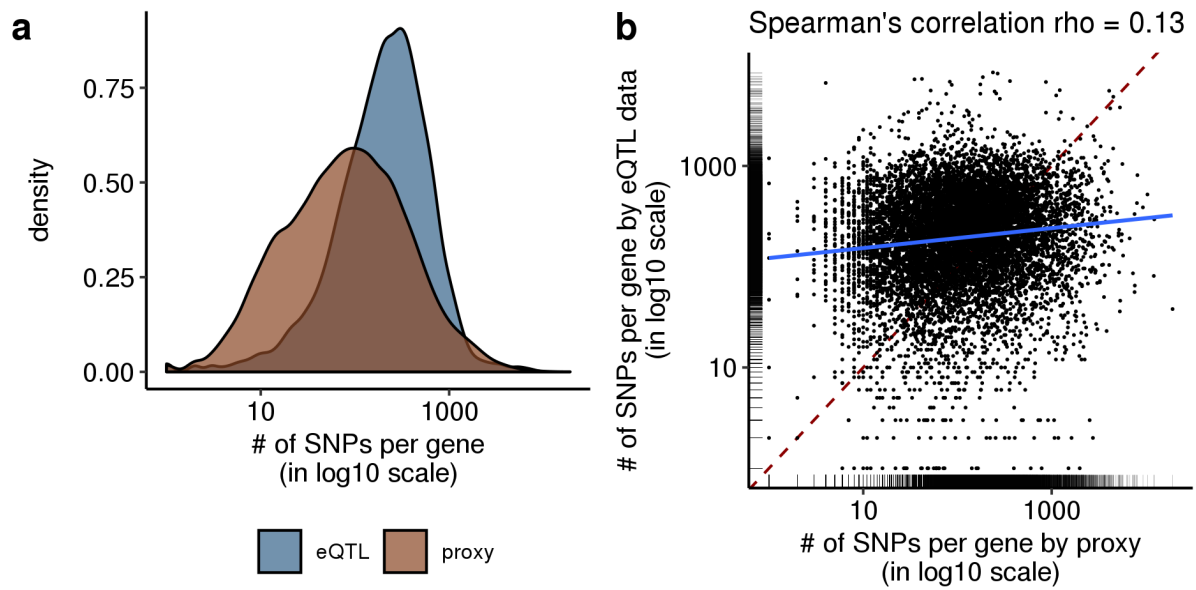 a
density
0.75
0.50
0.25
0.00
10
1000
# of SNPs per gene
(in log10 scale)
eQTL
proxy
b
Spearman's correlation rho = 0.13
# of SNPs per gene by eQTL data
(in log10 scale)
1000
10
10
1000
# of SNPs per gene by proxy
(in log10 scale)